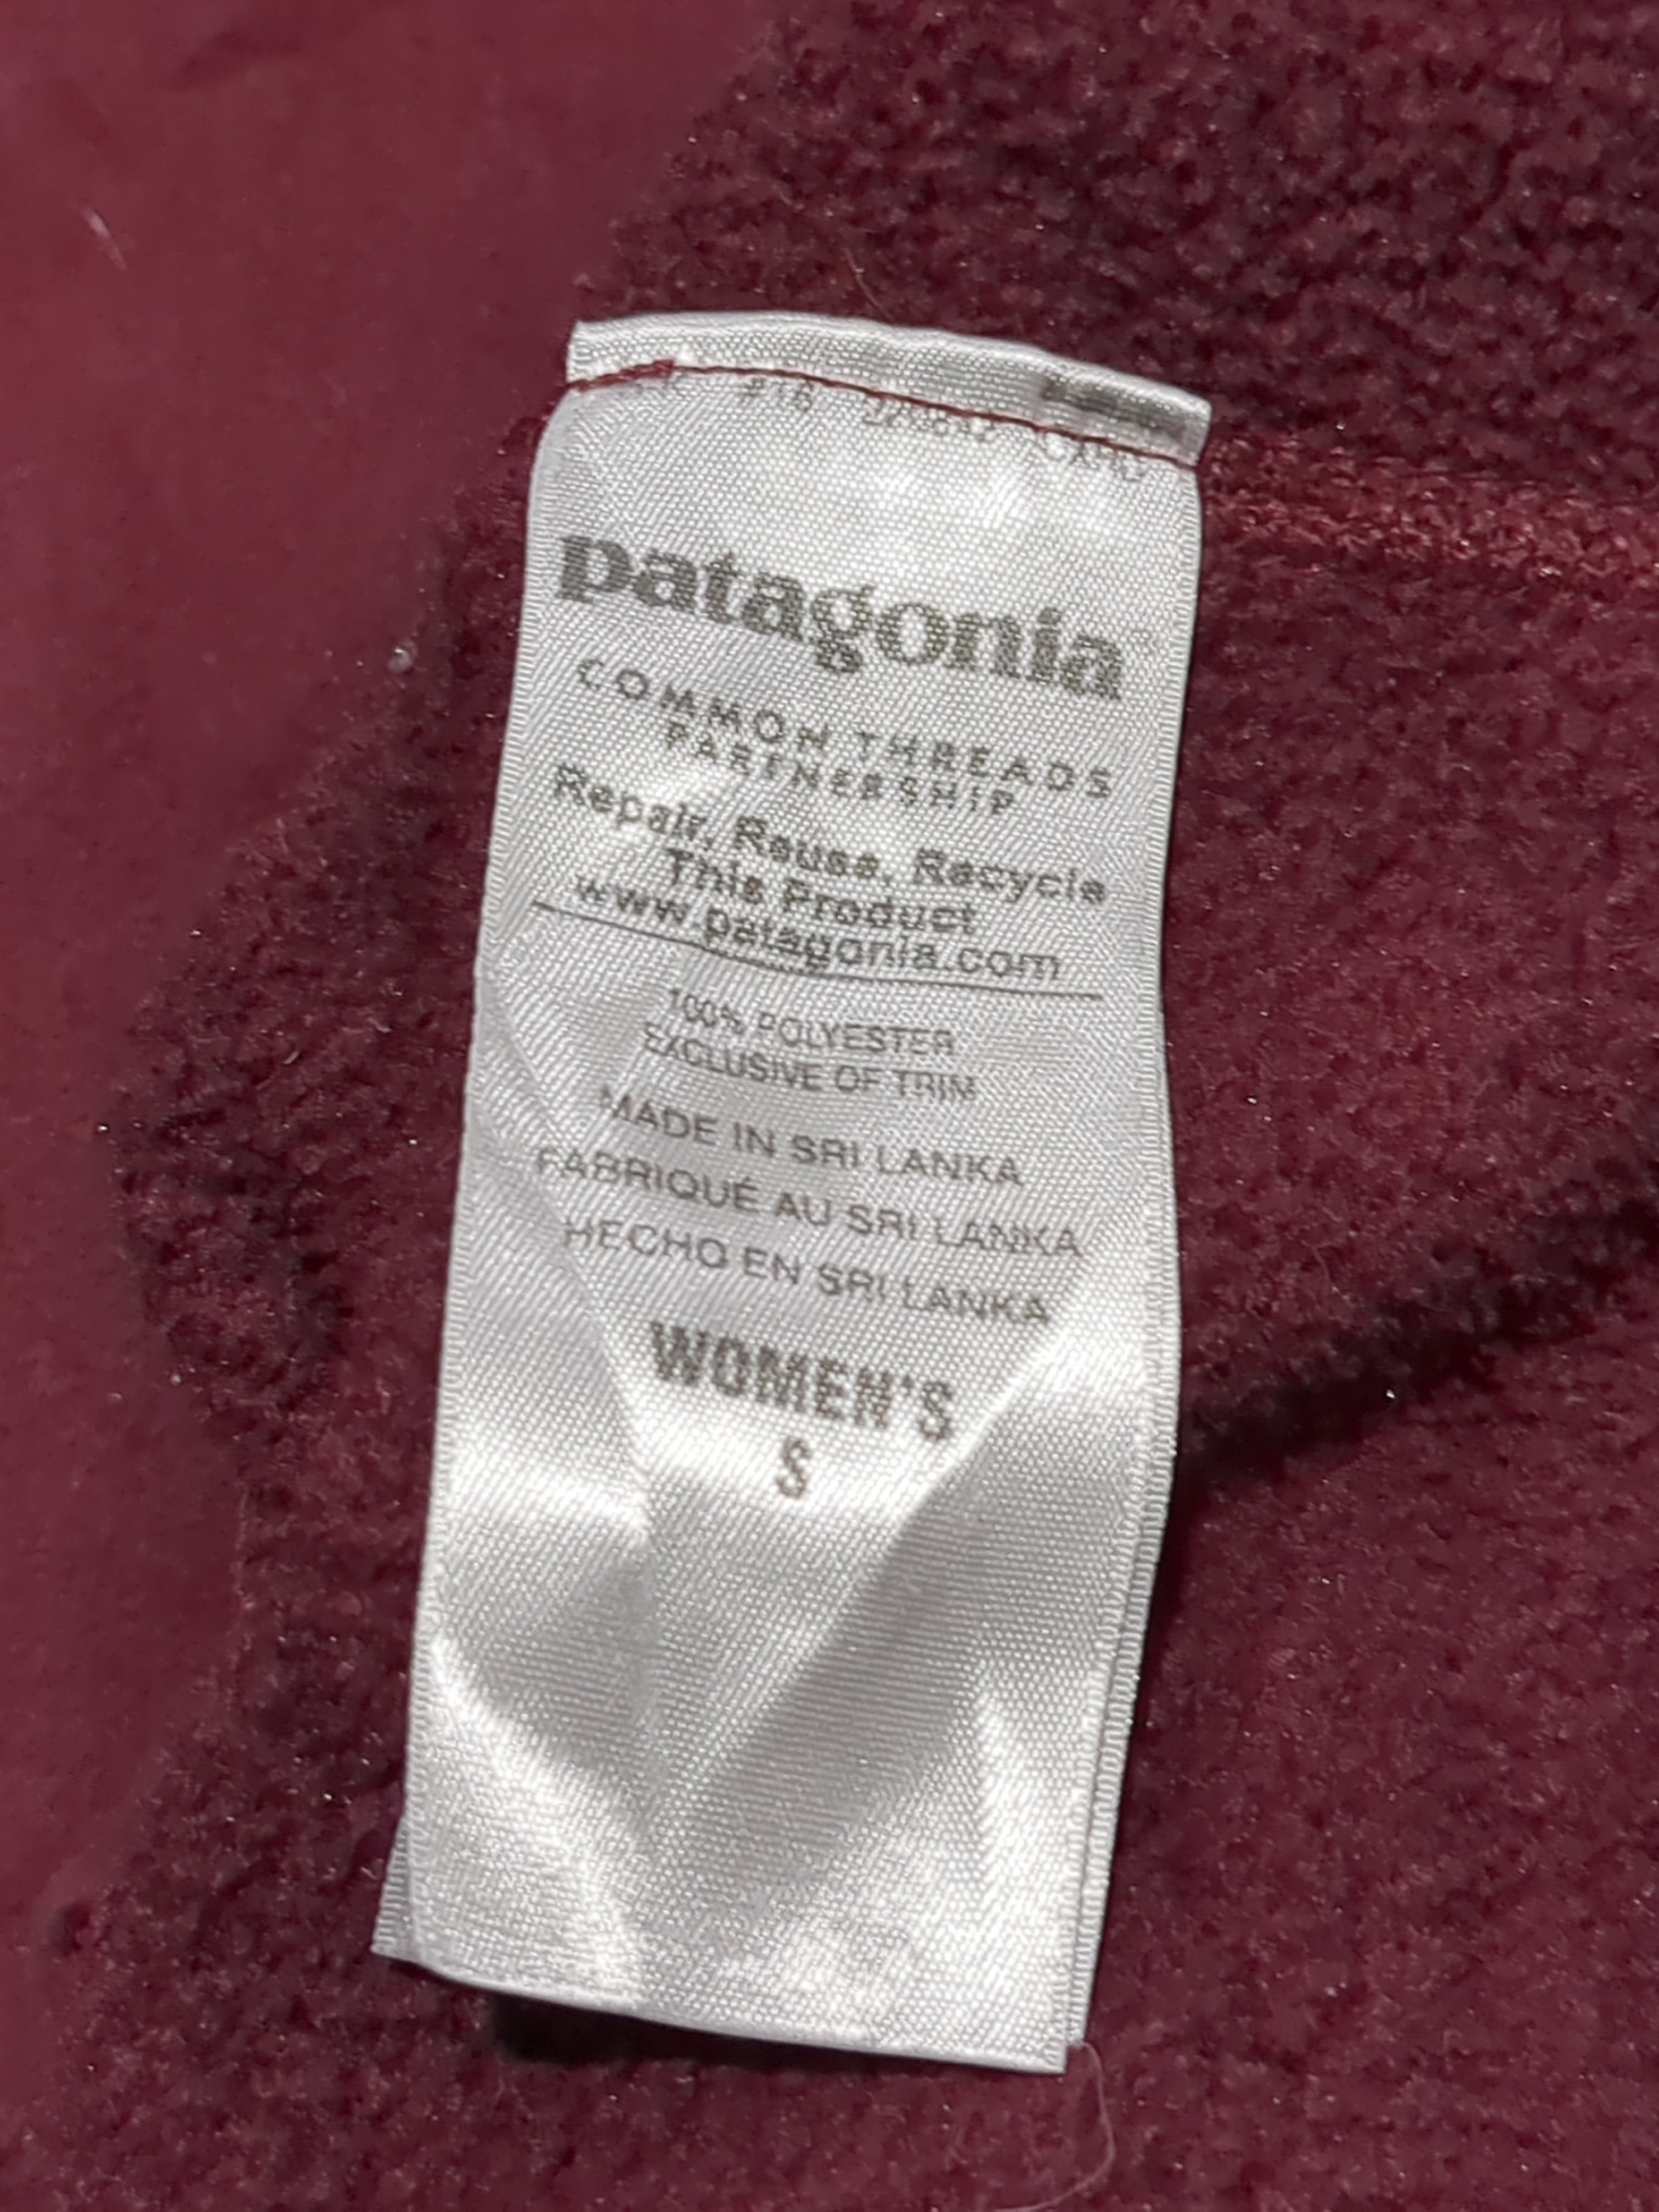 patagonia
COMMON THREADS
PARTNERSHIP
Repair, Reuse, Recycle
This Product
www.patagonia.com
100% POLYESTER
EXCLUSIVE OF TRIM
MADE IN SRI LANKA
FABRIQUÉ AU SRI LANKA
HECHO EN SRI LANKA
WOMEN'S
S